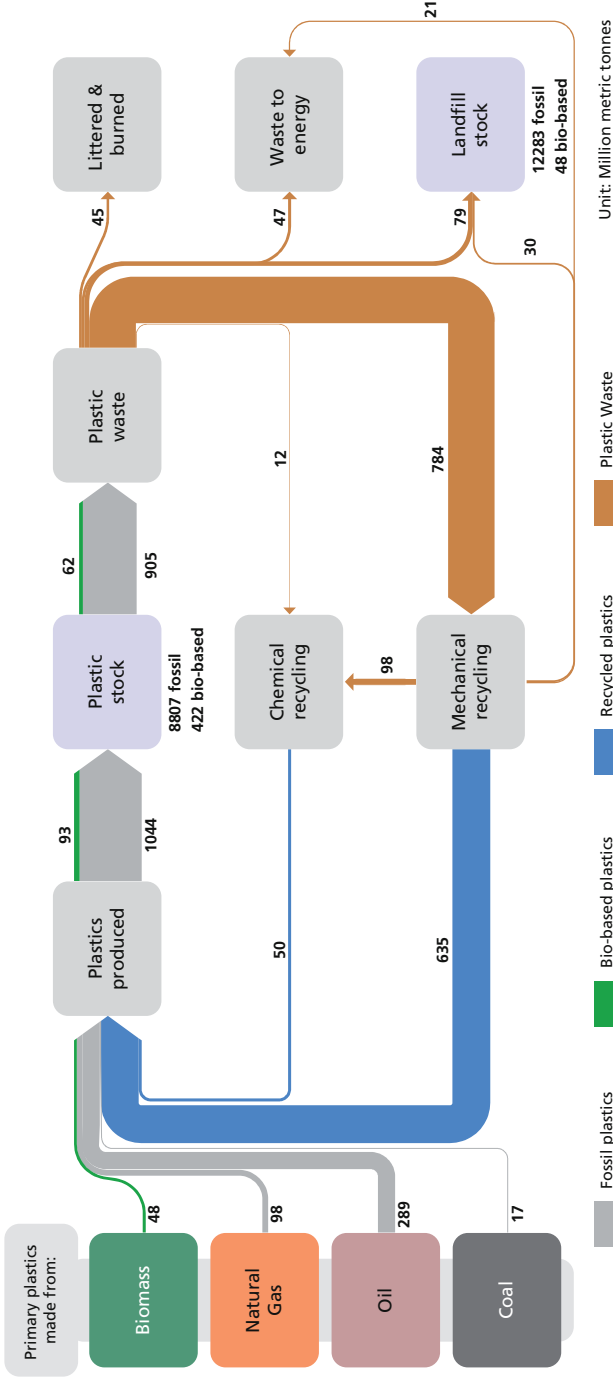 Primary plastics
made from:
Biomass
48
Natural
Gas
98
Oil
289
Coal
17
Plastics
produced
93
1044
50
635
Plastic
stock
8807 fossil
422 bio-based
62
905
Chemical
recycling
98
Mechanical
recycling
12
784
Plastic
waste
45
47
79
30
21
Littered &
burned
Waste to
energy
Landfill
stock
12283 fossil
48 bio-based
Unit: Million metric tonnes
Fossil plastics
Bio-based plastics
Recycled plastics
Plastic Waste